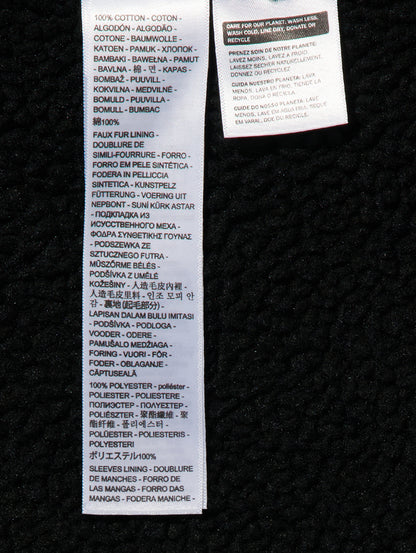 100% COTTON - COTON -
ALGODÓN - ALGODÃO -
COTONE - BAUMWOLLE -
KATOEN - PAMUK - ХЛОПОК -
BAMBAKI - BAWEŁNA - PAMUT
- BAVLNA - 棉 - 면 - KAPAS -
BOMBAŽ - PUUVILL -
KOKVILNA - MEDVILNĖ -
BOMULD - PUUVILLA -
BOMULL - BUMBAC
綿100%
FAUX FUR LINING -
DOUBLURE DE
SIMILI-FOURRURE - FORRO -
FORRO EM PELE SINTÉTICA -
FODERA IN PELLICCIA
SINTETICA - KUNSTPELZ
FÜTTERUNG - VOERING UIT
NEPBONT - SUNİ KÜRK ASTAR
- ПОДКЛАДКА ИЗ
ИССУСТВЕННОГО МЕХА -
ΦΟΔΡΑ ΣΥΝΘΕΤΙΚΗΣ ΓΟΥΝΑΣ
- PODSZEWKA ZE
SZTUCZNEGO FUTRA -
MŰSZŐRME BÉLÉS -
PODŠÍVKA Z UMĚLÉ
KOŽEŠINY - 人造毛皮內裡 -
人造毛皮里料 - 인조 모피 안
감 - 裏地(起毛部分) -
LAPISAN DALAM BULU IMITASI
- PODŠÍVKA - PODLOGA -
VOODER - ODERE -
PAMUŠALO MEDŽIAGA -
FORING - VUORI - FÔR -
FODER - OBLAGANJE -
CĂPTUSEALĂ
100% POLYESTER - poliéster -
POLIESTER - POLIESTERE -
ПОЛИЭСТЕР - ΠΟΛΥΕΣΤΕΡ -
POLIÉSZTER - 聚酯纖維 - 聚
酯纤维 - 폴리에스터 -
POLÜESTER - POLIESTERIS -
POLYESTERI
ポリエステル100%
SLEEVES LINING - DOUBLURE
DE MANCHES - FORRO DE
LAS MANGAS - FORRO DAS
MANGAS - FODERA MANICHE -
CARE FOR OUR PLANET: WASH LESS,
WASH COLD, LINE DRY, DONATE OR
RECYCLE
PRENEZ SOIN DE NOTRE PLANÈTE:
LAVEZ MOINS, LAVEZ A FROID,
LAISSEZ SECHER NATURELLEMENT,
DONNEZ OU RECYCLEZ
CUIDA NUESTRO PLANETA: LAVA
MENOS, LAVA EN FRIO, TIENDE LA
ROPA, DONA O RECICLA.
CUIDE DO NOSSO PLANETA: LAVE
MENOS, LAVE EM ÁGUA FRIA, SEQUE
EM VARAL, DOE OU RECICLE